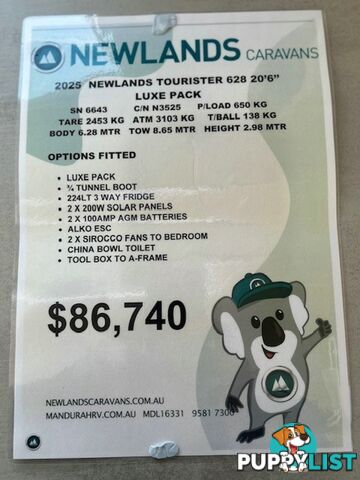 NEWLANDS CARAVANS
2025 NEWLANDS TOURISTER 628 20'6"
LUXE PACK
SN 6643 C/N N3525 P/LOAD 650 KG
TARE 2453 KG ATM 3103 KG T/BALL 138 KG
BODY 6.28 MTR TOW 8.65 MTR HEIGHT 2.98 MTR
OPTIONS FITTED
• LUXE PACK
• ¾ TUNNEL BOOT
• 224LT 3 WAY FRIDGE
• 2 X 200W SOLAR PANELS
• 2 X 100AMP AGM BATTERIES
• ALKO ESC
• 2 X SIROCCO FANS TO BEDROOM
• CHINA BOWL TOILET
• TOOL BOX TO A-FRAME
$86,740
NEWLANDSCARAVANS.COM.AU
MANDURAHRV.COM.AU MDL16331 9581 7300
PUPPYLIST